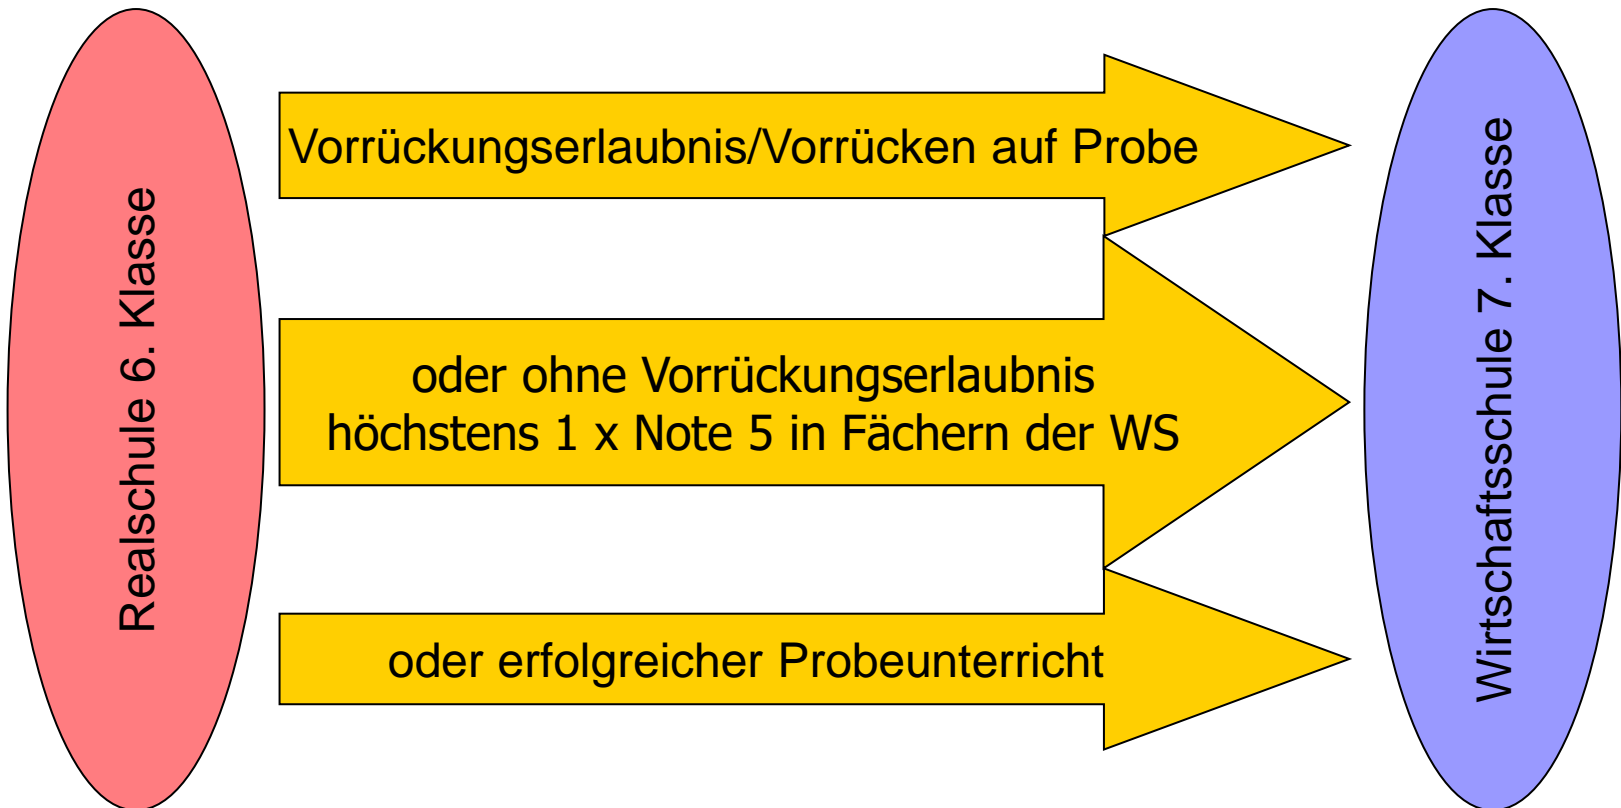 Realschule 6. Klasse
Vorrückungserlaubnis/Vorrücken auf Probe
oder ohne Vorrückungserlaubnis
höchstens 1 x Note 5 in Fächern der WS
oder erfolgreicher Probeunterricht
Wirtschaftsschule 7. Klasse